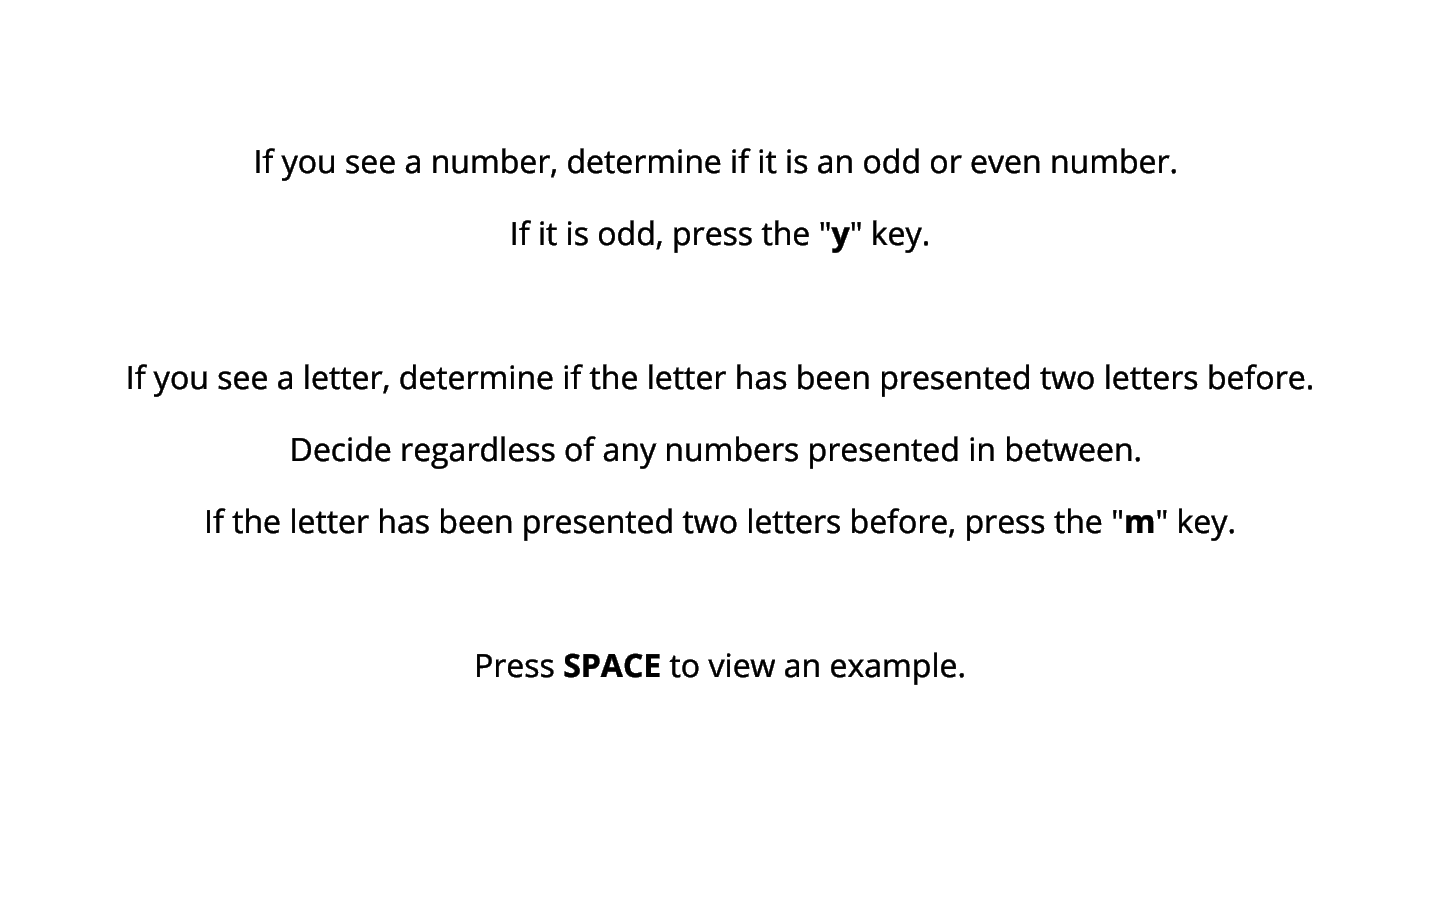 If you see a number, determine if it is an odd or even number.
If it is odd, press the "y" key.
If you see a letter, determine if the letter has been presented two letters before.
Decide regardless of any numbers presented in between.
If the letter has been presented two letters before, press the "m" key.
Press SPACE to view an example.